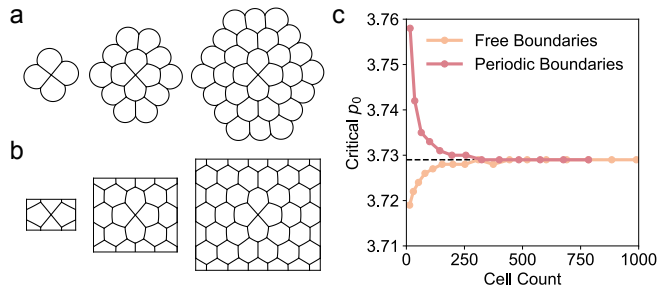 a
b
c
Critical p₀
3.76
3.75
3.74
3.73
3.72
3.71
Free Boundaries
Periodic Boundaries
0
250
500
750
1000
Cell Count